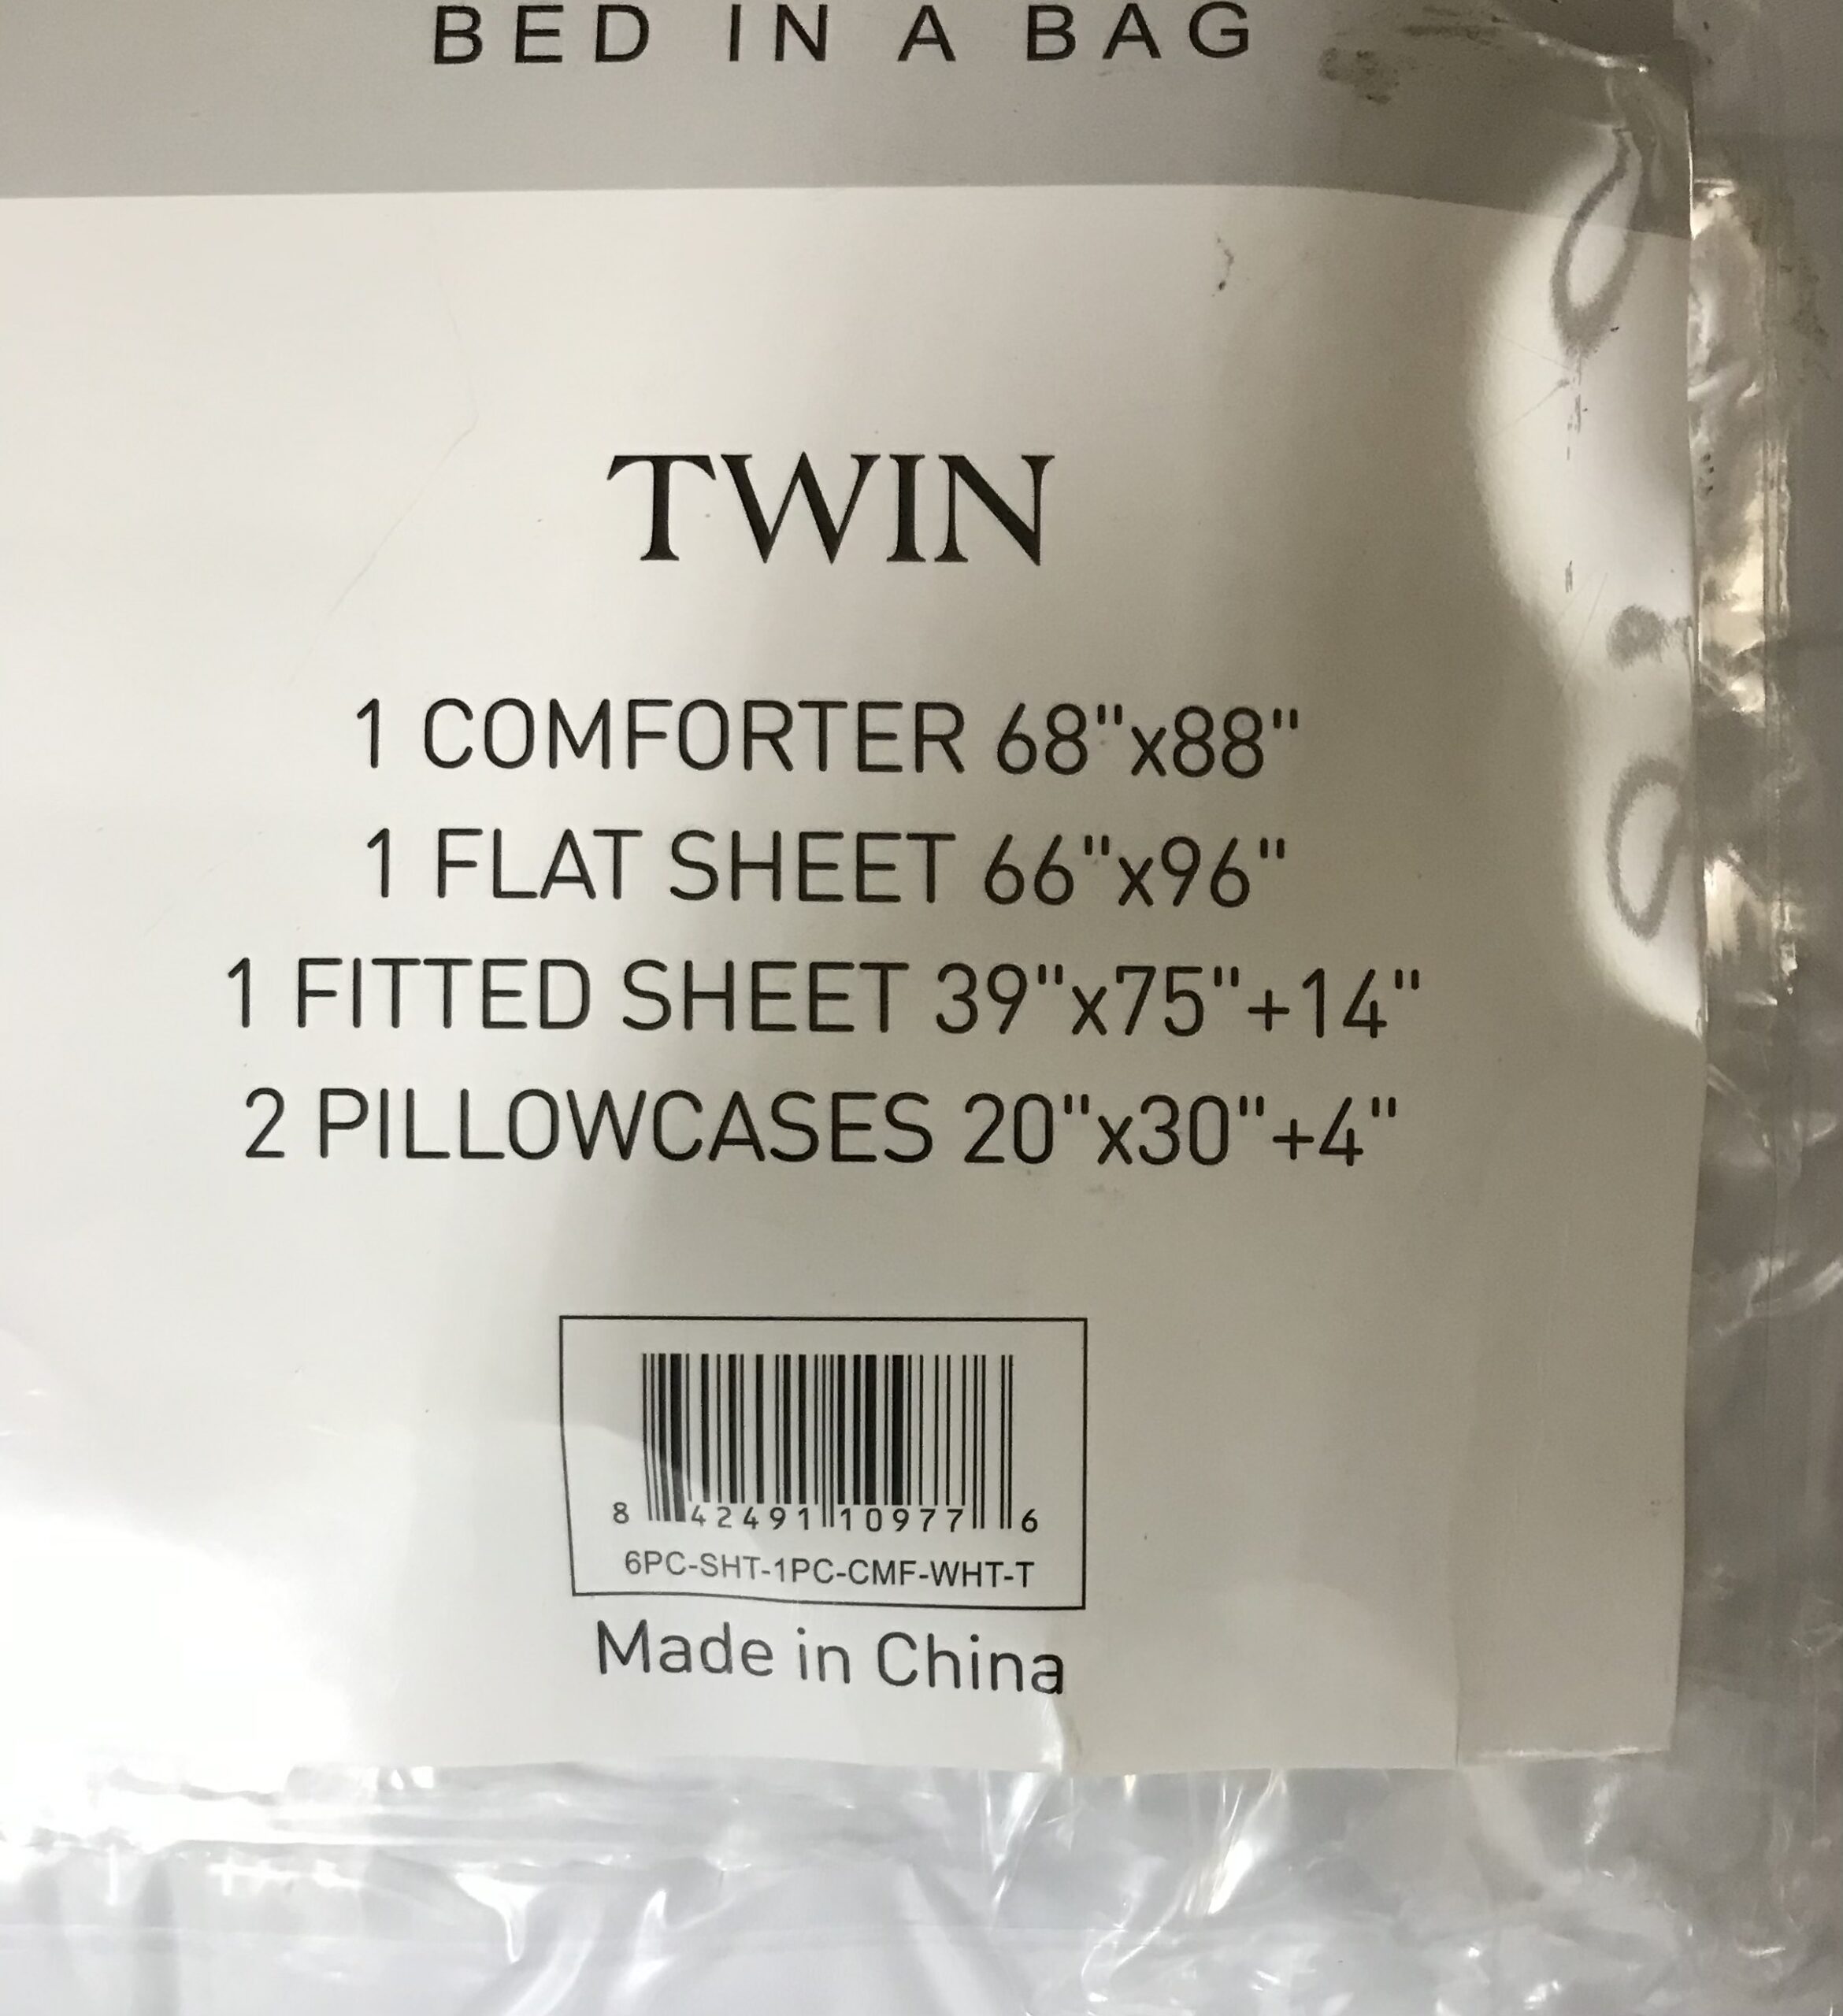 BED IN A BAG
TWIN
1 COMFORTER 68"x88"
1 FLAT SHEET 66"x96"
1 FITTED SHEET 39"x75"+14"
2 PILLOWCASES 20"x30"+4"
8 42491 10977 6
6PC-SHT-1PC-CMF-WHT-T
Made in China